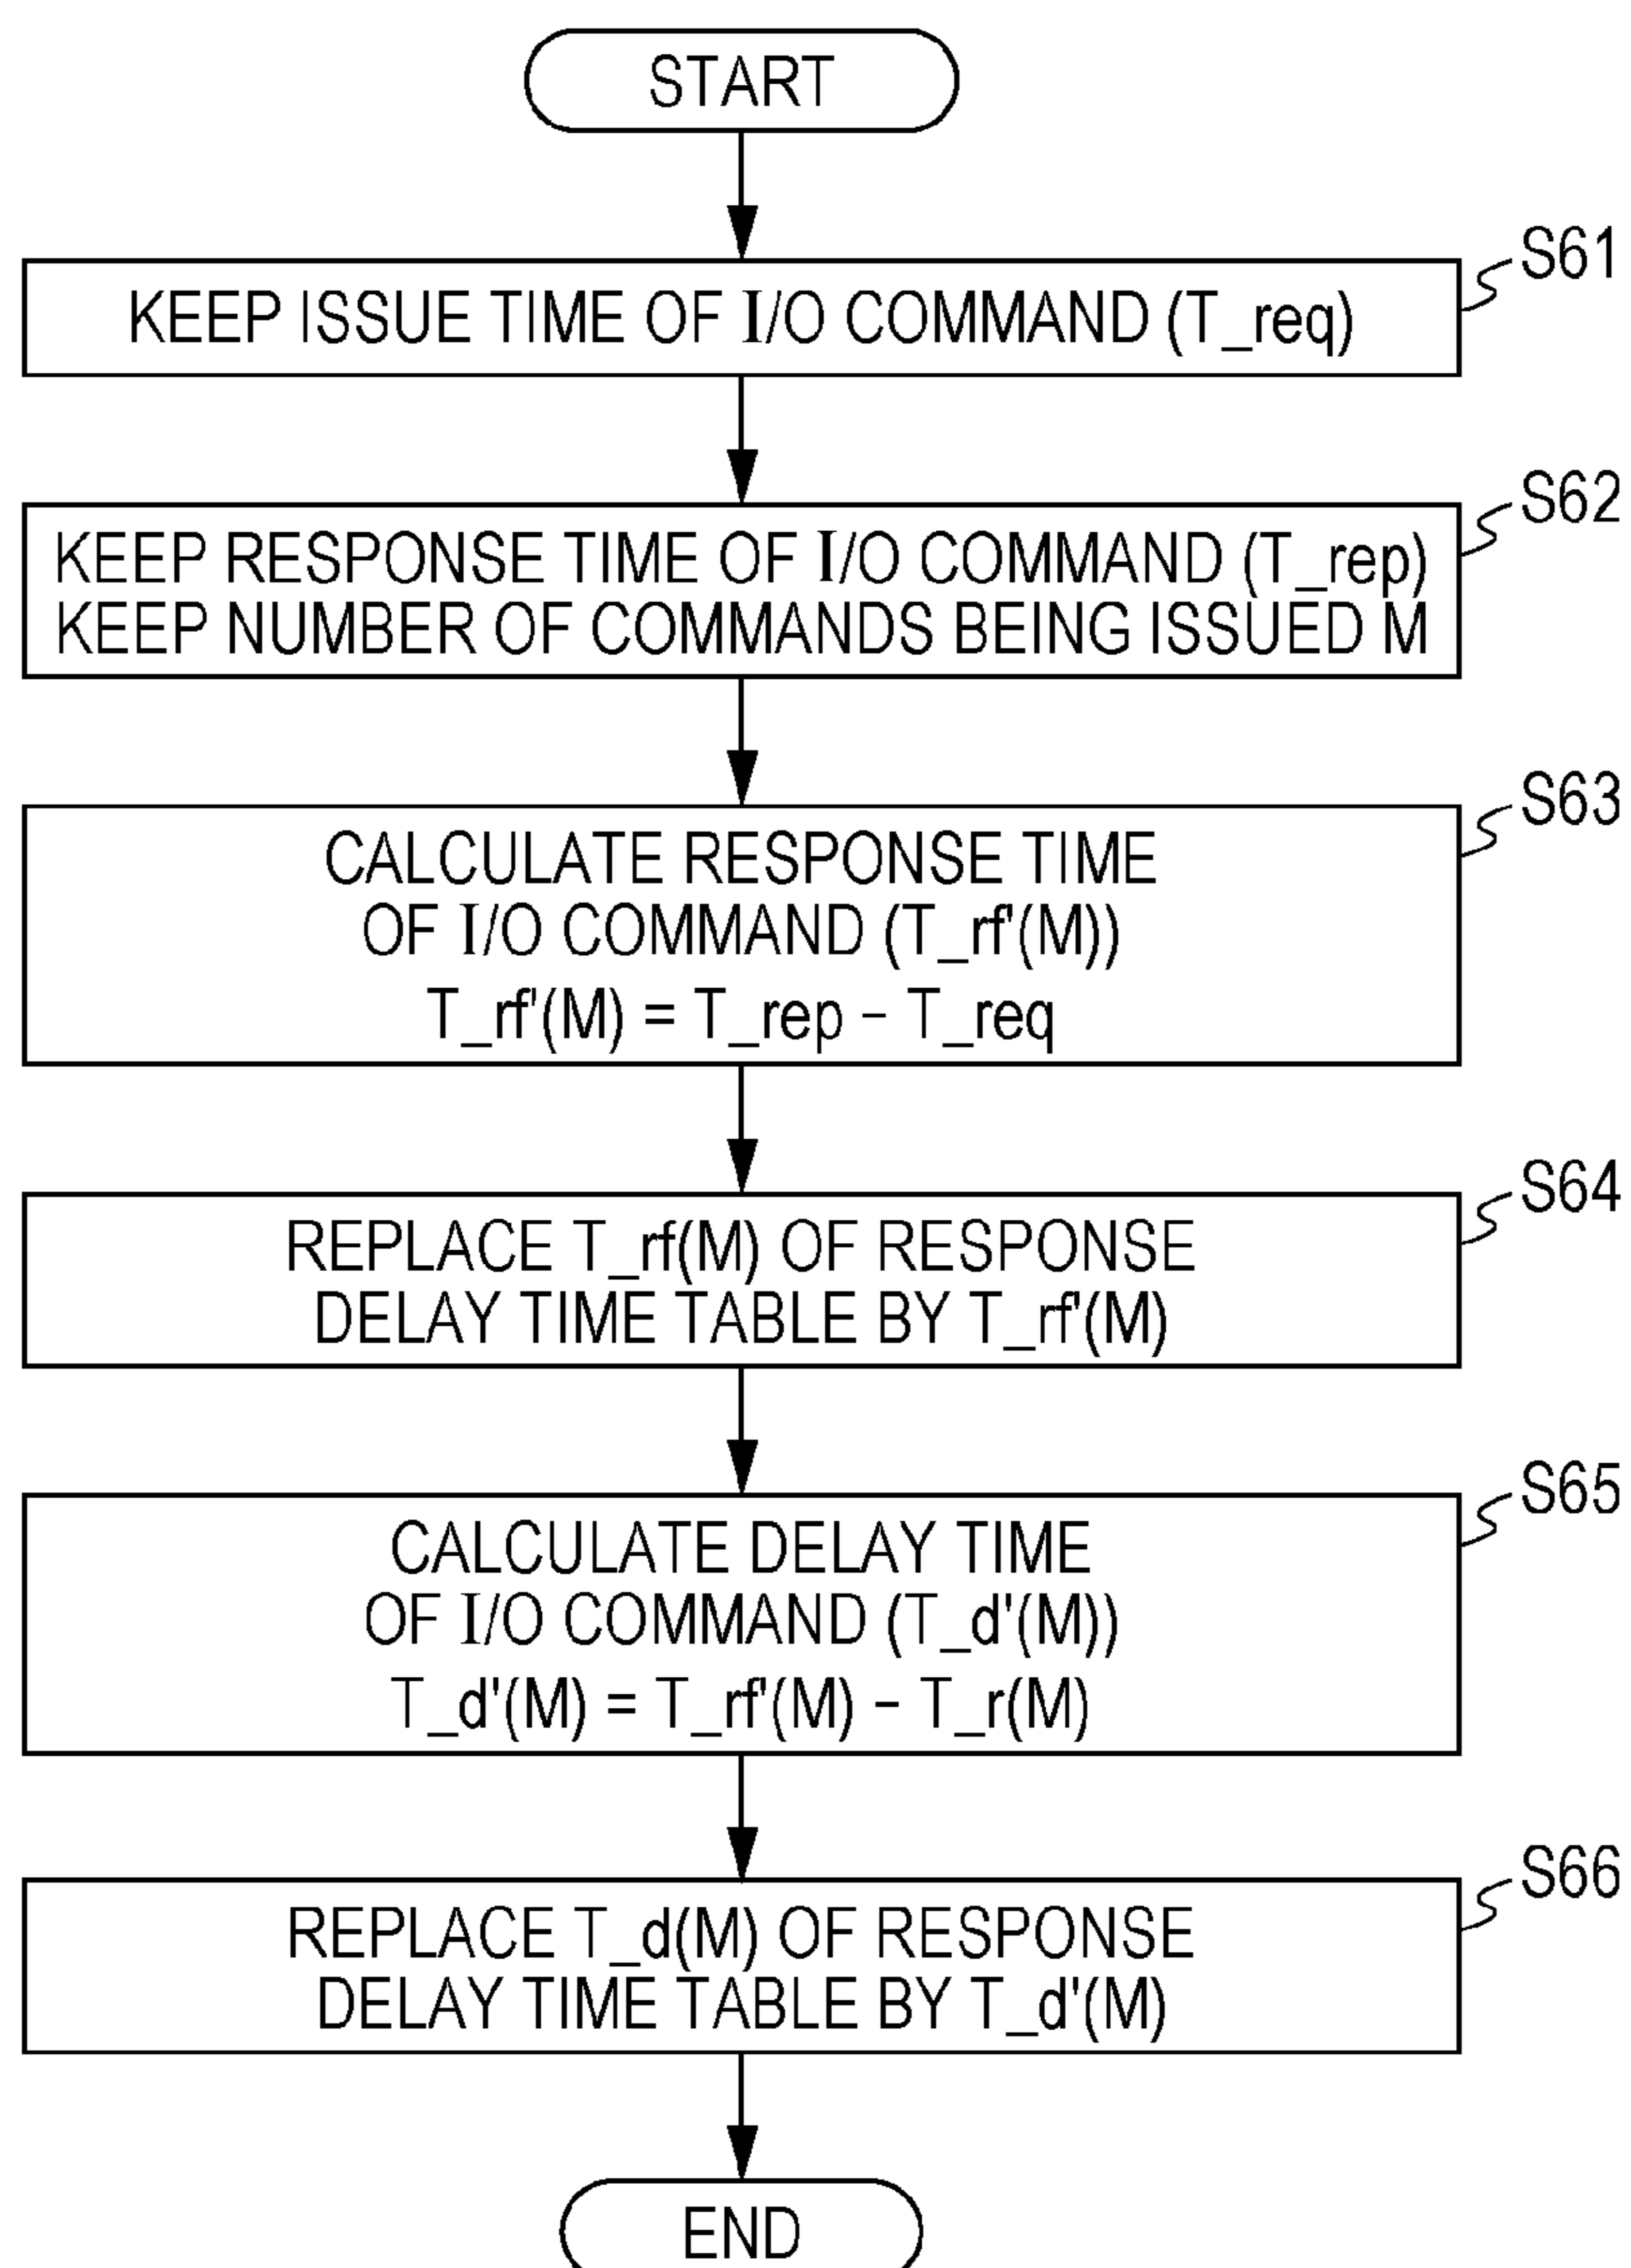 START
S61
KEEP ISSUE TIME OF I/O COMMAND (T_req)
S62
KEEP RESPONSE TIME OF I/O COMMAND (T_rep)
KEEP NUMBER OF COMMANDS BEING ISSUED M
S63
CALCULATE RESPONSE TIME
OF I/O COMMAND (T_rf'(M))
T_rf'(M) = T_rep − T_req
S64
REPLACE T_rf(M) OF RESPONSE
DELAY TIME TABLE BY T_rf'(M)
S65
CALCULATE DELAY TIME
OF I/O COMMAND (T_d'(M))
T_d'(M) = T_rf'(M) − T_r(M)
S66
REPLACE T_d(M) OF RESPONSE
DELAY TIME TABLE BY T_d'(M)
END